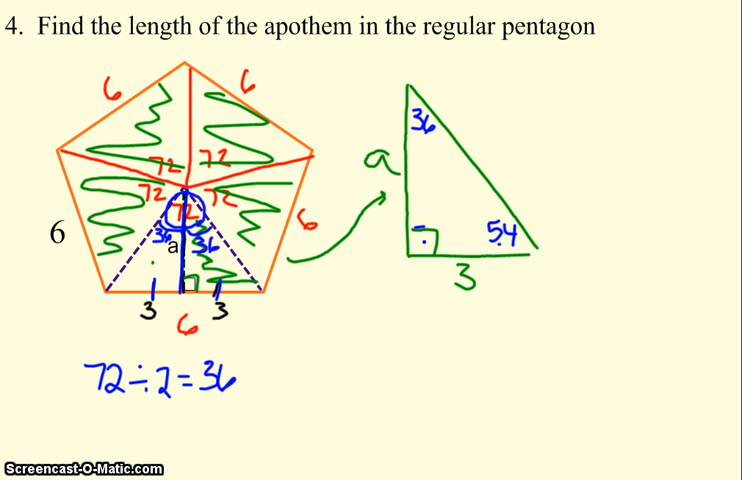 4. Find the length of the apothem in the regular pentagon
6 6
36
72 72
a
72 72
72
6
6
36 a 36
54
3 3
3
6
72 ÷ 2 = 36
Screencast-O-Matic.com